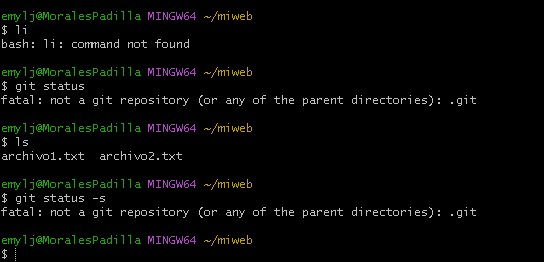 emylj@MoralesPadilla MINGW64 ~/miweb
$ li
bash: li: command not found
emylj@MoralesPadilla MINGW64 ~/miweb
$ git status
fatal: not a git repository (or any of the parent directories): .git
emylj@MoralesPadilla MINGW64 ~/miweb
$ ls
archivo1.txt  archivo2.txt
emylj@MoralesPadilla MINGW64 ~/miweb
$ git status -s
fatal: not a git repository (or any of the parent directories): .git
emylj@MoralesPadilla MINGW64 ~/miweb
$